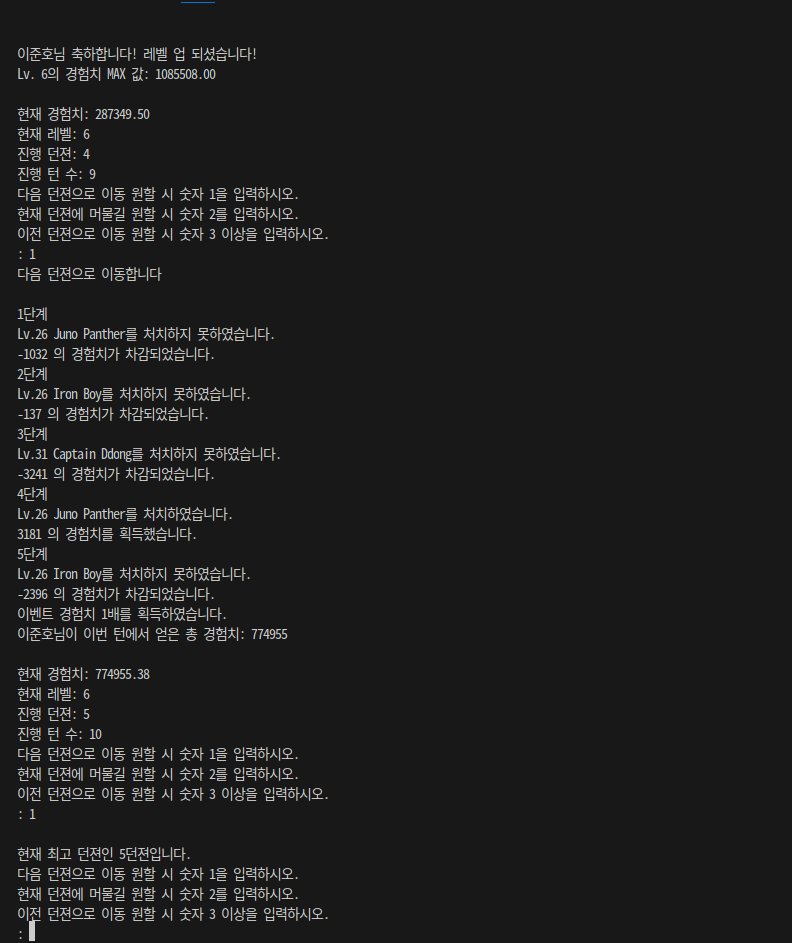 이준호님 축하합니다! 레벨 업 되셨습니다!
Lv. 6의 경험치 MAX 값: 1085508.00
현재 경험치: 287349.50
현재 레벨: 6
진행 던젼: 4
진행 턴 수: 9
다음 던젼으로 이동 원할 시 숫자 1을 입력하시오.
현재 던젼에 머물길 원할 시 숫자 2를 입력하시오.
이전 던젼으로 이동 원할 시 숫자 3 이상을 입력하시오.
: 1
다음 던젼으로 이동합니다
1단계
Lv.26 Juno Panther를 처치하지 못하였습니다.
-1032 의 경험치가 차감되었습니다.
2단계
Lv.26 Iron Boy를 처치하지 못하였습니다.
-137 의 경험치가 차감되었습니다.
3단계
Lv.31 Captain Ddong를 처치하지 못하였습니다.
-3241 의 경험치가 차감되었습니다.
4단계
Lv.26 Juno Panther를 처치하였습니다.
3181 의 경험치를 획득했습니다.
5단계
Lv.26 Iron Boy를 처치하지 못하였습니다.
-2396 의 경험치가 차감되었습니다.
이벤트 경험치 1배를 획득하였습니다.
이준호님이 이번 턴에서 얻은 총 경험치: 774955
현재 경험치: 774955.38
현재 레벨: 6
진행 던젼: 5
진행 턴 수: 10
다음 던젼으로 이동 원할 시 숫자 1을 입력하시오.
현재 던젼에 머물길 원할 시 숫자 2를 입력하시오.
이전 던젼으로 이동 원할 시 숫자 3 이상을 입력하시오.
: 1
현재 최고 던젼인 5던젼입니다.
다음 던젼으로 이동 원할 시 숫자 1을 입력하시오.
현재 던젼에 머물길 원할 시 숫자 2를 입력하시오.
이전 던젼으로 이동 원할 시 숫자 3 이상을 입력하시오.
: